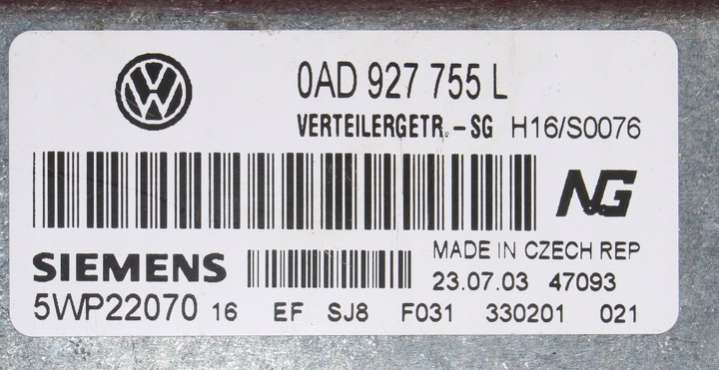 0AD 927 755 L
VERTEILERGETR.-SG H16/S0076
NG
SIEMENS
MADE IN CZECH REP
23.07.03 47093
5WP22070 16 EF SJ8 F031 330201 021